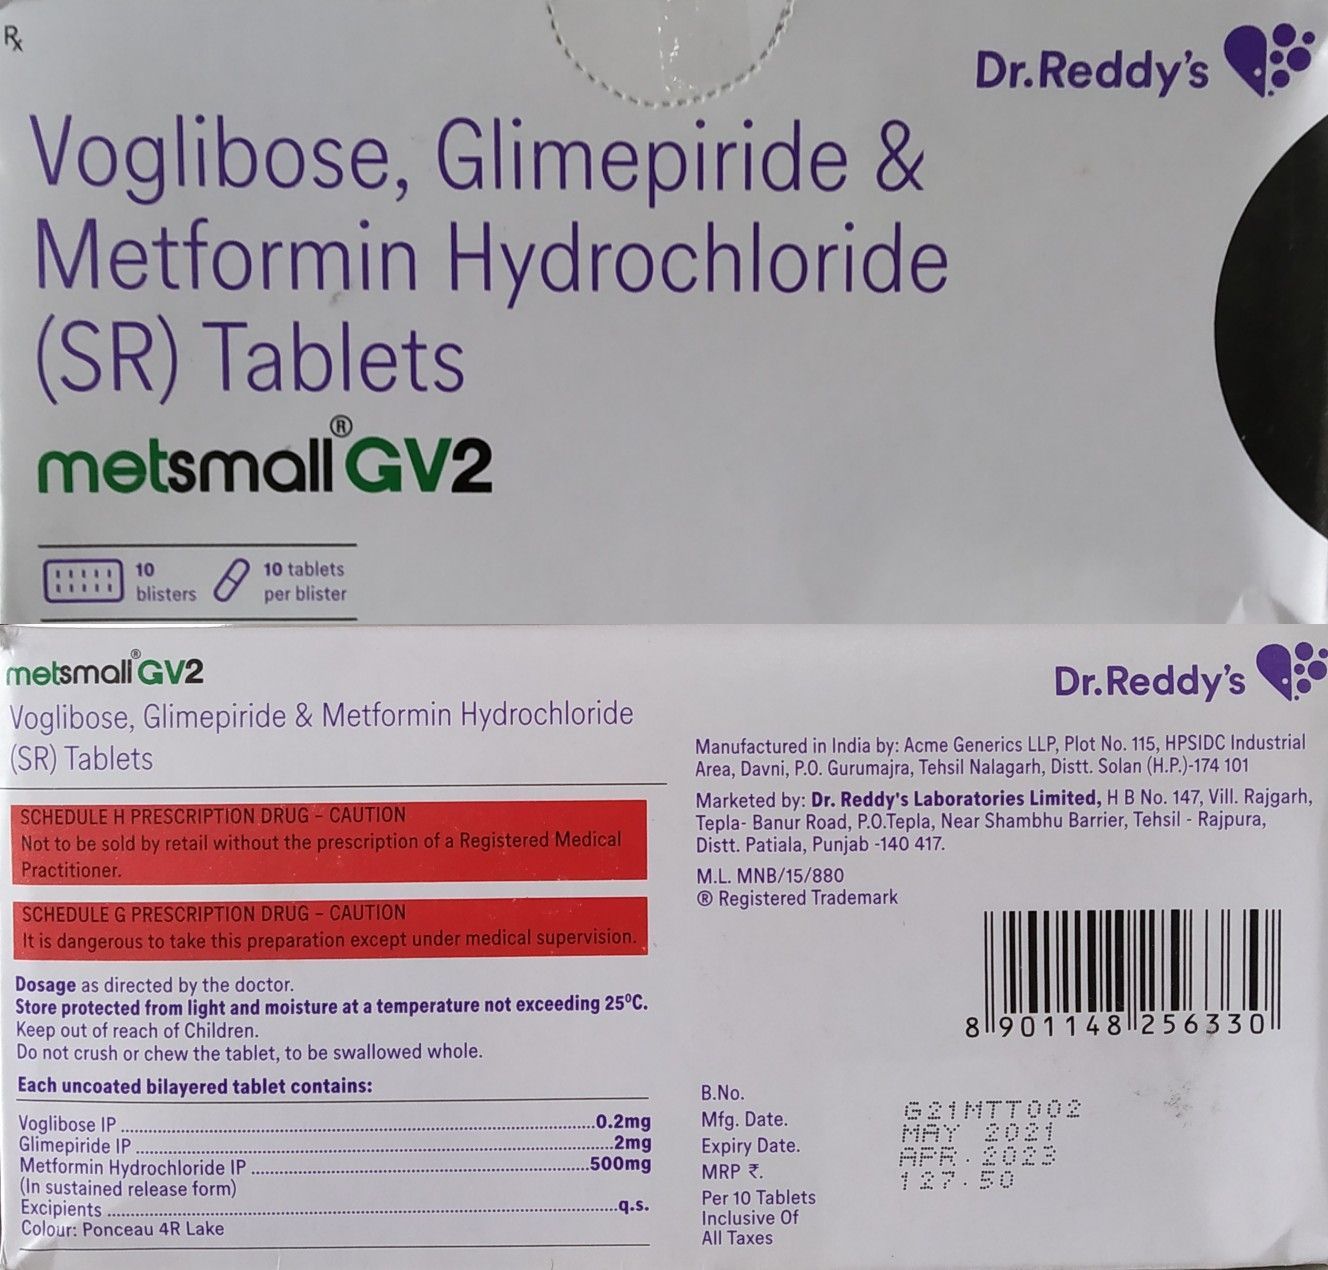 Rx
Dr.Reddy's
Voglibose, Glimepiride &
Metformin Hydrochloride
(SR) Tablets
metsmall® GV2
10 blisters
10 tablets per blister
metsmall® GV2
Dr.Reddy's
Voglibose, Glimepiride & Metformin Hydrochloride
(SR) Tablets
SCHEDULE H PRESCRIPTION DRUG – CAUTION
Not to be sold by retail without the prescription of a Registered Medical
Practitioner.
SCHEDULE G PRESCRIPTION DRUG – CAUTION
It is dangerous to take this preparation except under medical supervision.
Dosage as directed by the doctor.
Store protected from light and moisture at a temperature not exceeding 25ºC.
Keep out of reach of Children.
Do not crush or chew the tablet, to be swallowed whole.
Each uncoated bilayered tablet contains:
Voglibose IP ..... 0.2mg
Glimepiride IP ..... 2mg
Metformin Hydrochloride IP ..... 500mg
(In sustained release form)
Excipients ..... q.s.
Colour: Ponceau 4R Lake
Manufactured in India by: Acme Generics LLP, Plot No. 115, HPSIDC Industrial
Area, Davni, P.O. Gurumajra, Tehsil Nalagarh, Distt. Solan (H.P.)-174 101
Marketed by: Dr. Reddy's Laboratories Limited, H B No. 147, Vill. Rajgarh,
Tepla- Banur Road, P.O.Tepla, Near Shambhu Barrier, Tehsil - Rajpura,
Distt. Patiala, Punjab -140 417.
M.L. MNB/15/880
® Registered Trademark
8 901148 256330
B.No. G21MTT002
Mfg. Date. MAY 2021
Expiry Date. APR. 2023
MRP ₹. 127.50
Per 10 Tablets
Inclusive Of
All Taxes